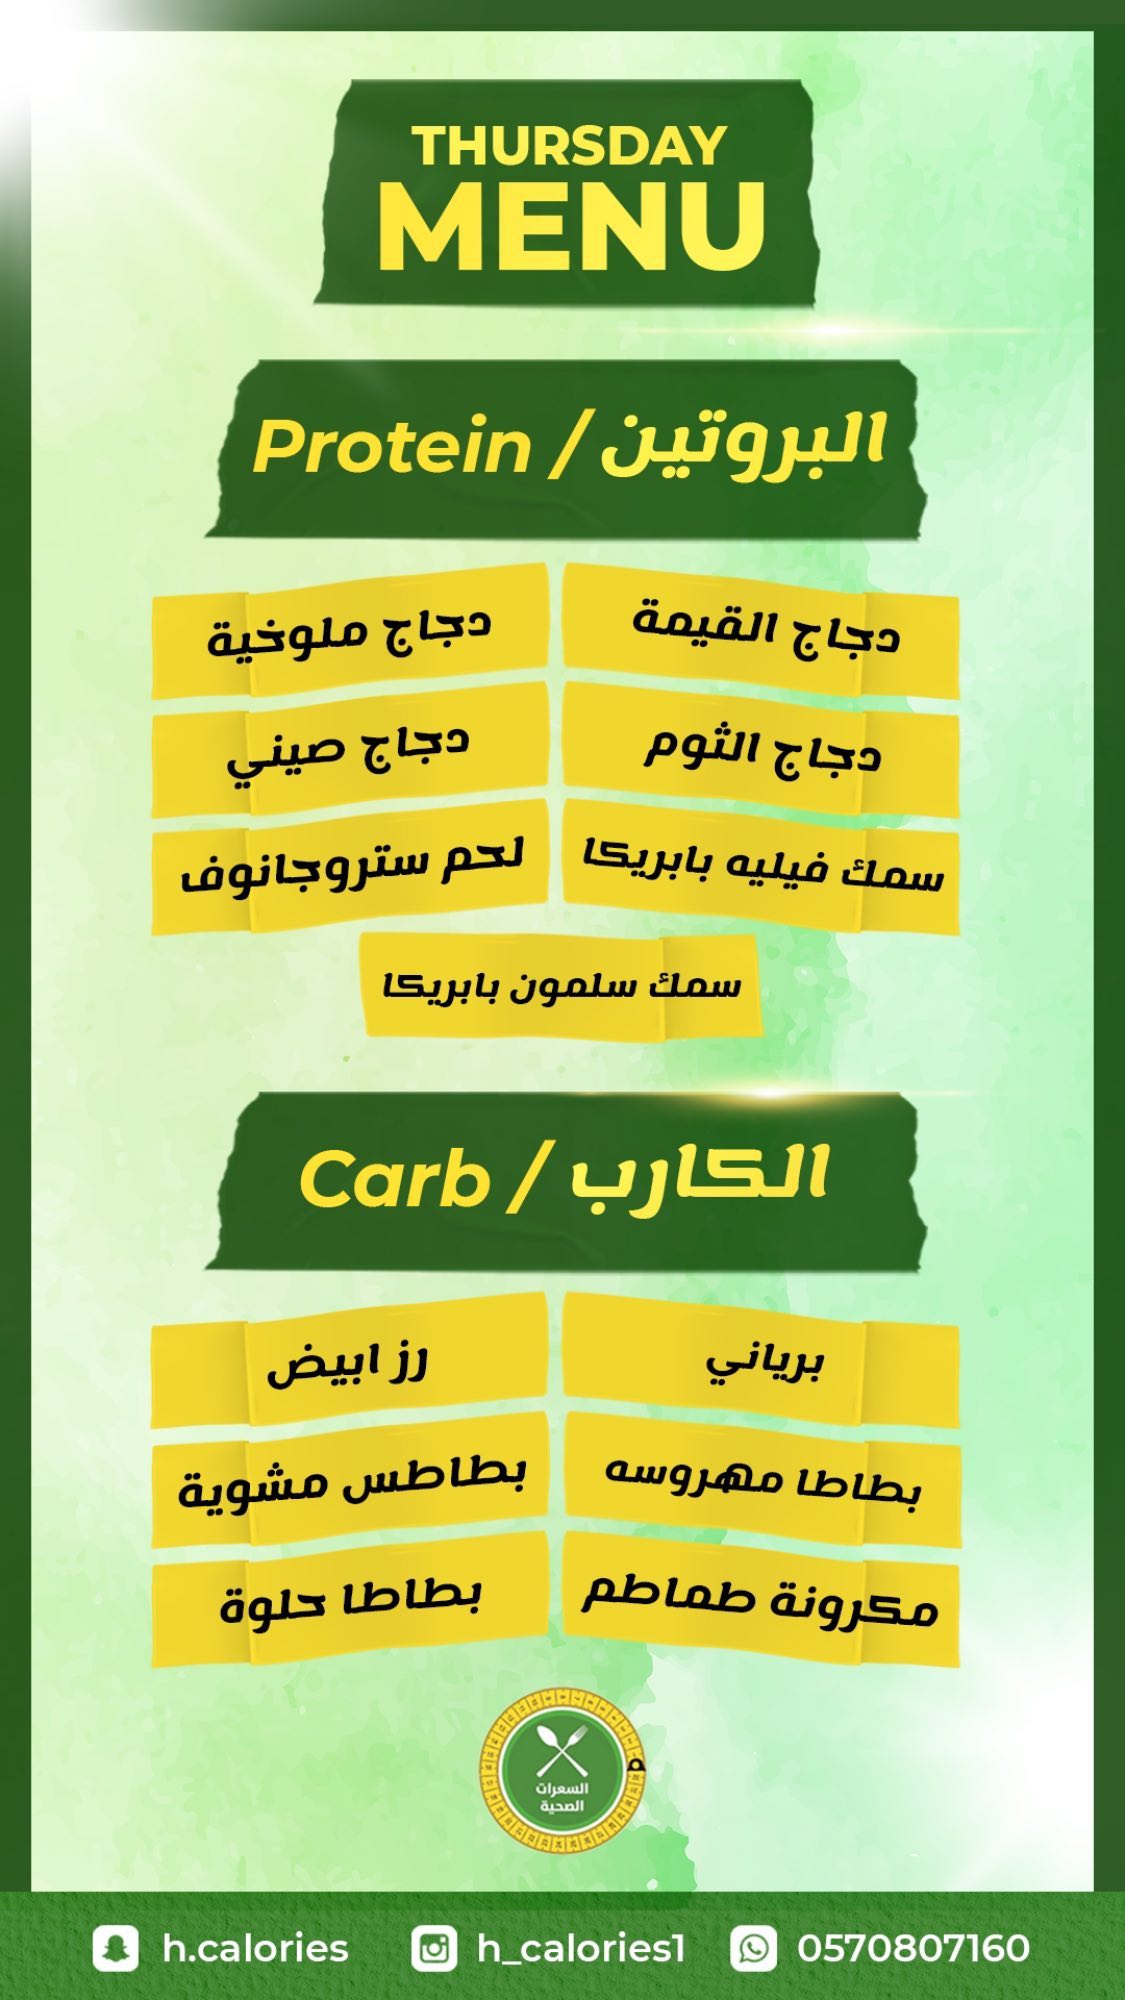 THURSDAY
MENU
البروتين / Protein
دجاج القيمة
دجاج ملوخية
دجاج الثوم
دجاج صيني
سمك فيليه بابريكا
لحم ستروجانوف
سمك سلمون بابريكا
الكارب / Carb
برياني
رز ابيض
بطاطا مهروسه
بطاطس مشوية
مكرونة طماطم
بطاطا حلوة
السعرات
الصحية
h.calories
h_calories1
0570807160